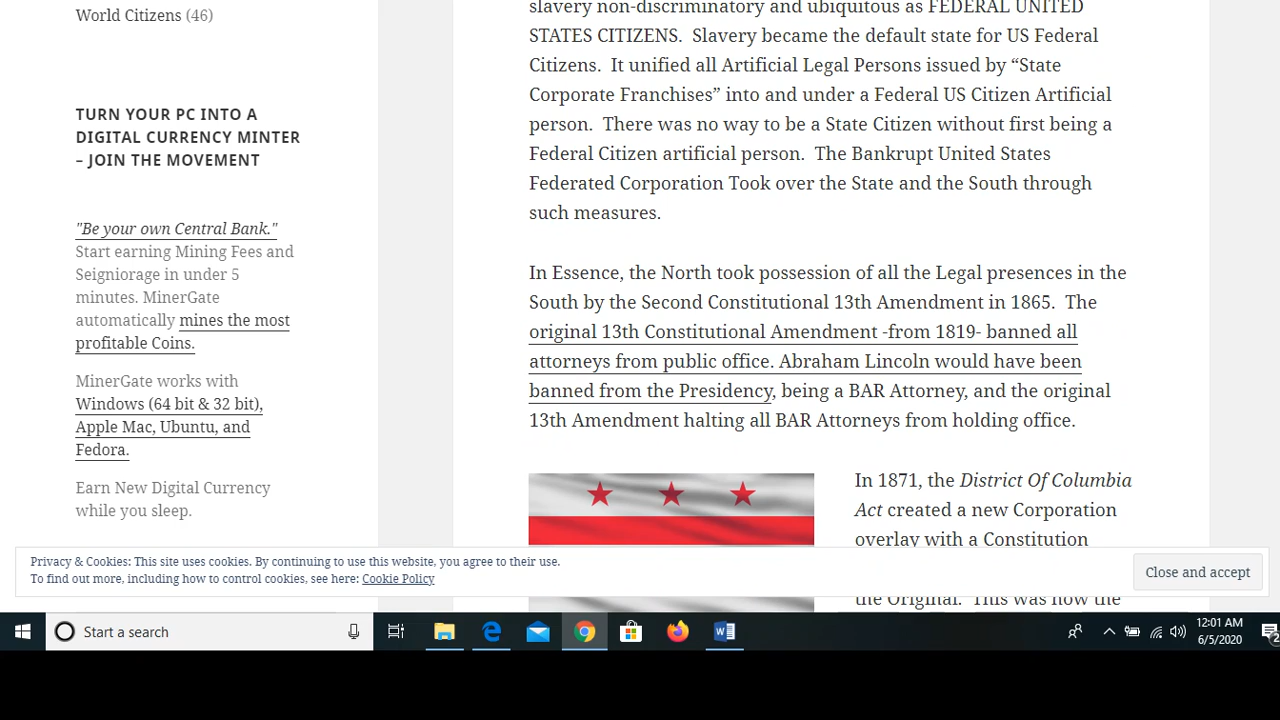 World Citizens (46)
TURN YOUR PC INTO A
DIGITAL CURRENCY MINTER
– JOIN THE MOVEMENT
"Be your own Central Bank."
Start earning Mining Fees and
Seigniorage in under 5
minutes. MinerGate
automatically mines the most
profitable Coins.
MinerGate works with
Windows (64 bit & 32 bit),
Apple Mac, Ubuntu, and
Fedora.
Earn New Digital Currency
while you sleep.
slavery non-discriminatory and ubiquitous as FEDERAL UNITED
STATES CITIZENS.  Slavery became the default state for US Federal
Citizens.  It unified all Artificial Legal Persons issued by “State
Corporate Franchises” into and under a Federal US Citizen Artificial
person.  There was no way to be a State Citizen without first being a
Federal Citizen artificial person.  The Bankrupt United States
Federated Corporation Took over the State and the South through
such measures.
In Essence, the North took possession of all the Legal presences in the
South by the Second Constitutional 13th Amendment in 1865.  The
original 13th Constitutional Amendment -from 1819- banned all
attorneys from public office. Abraham Lincoln would have been
banned from the Presidency, being a BAR Attorney, and the original
13th Amendment halting all BAR Attorneys from holding office.
In 1871, the District Of Columbia
Act created a new Corporation
overlay with a Constitution
the Original.  This was now the
Privacy & Cookies: This site uses cookies. By continuing to use this website, you agree to their use.
To find out more, including how to control cookies, see here: Cookie Policy
Close and accept
Start a search
12:01 AM
6/5/2020
2